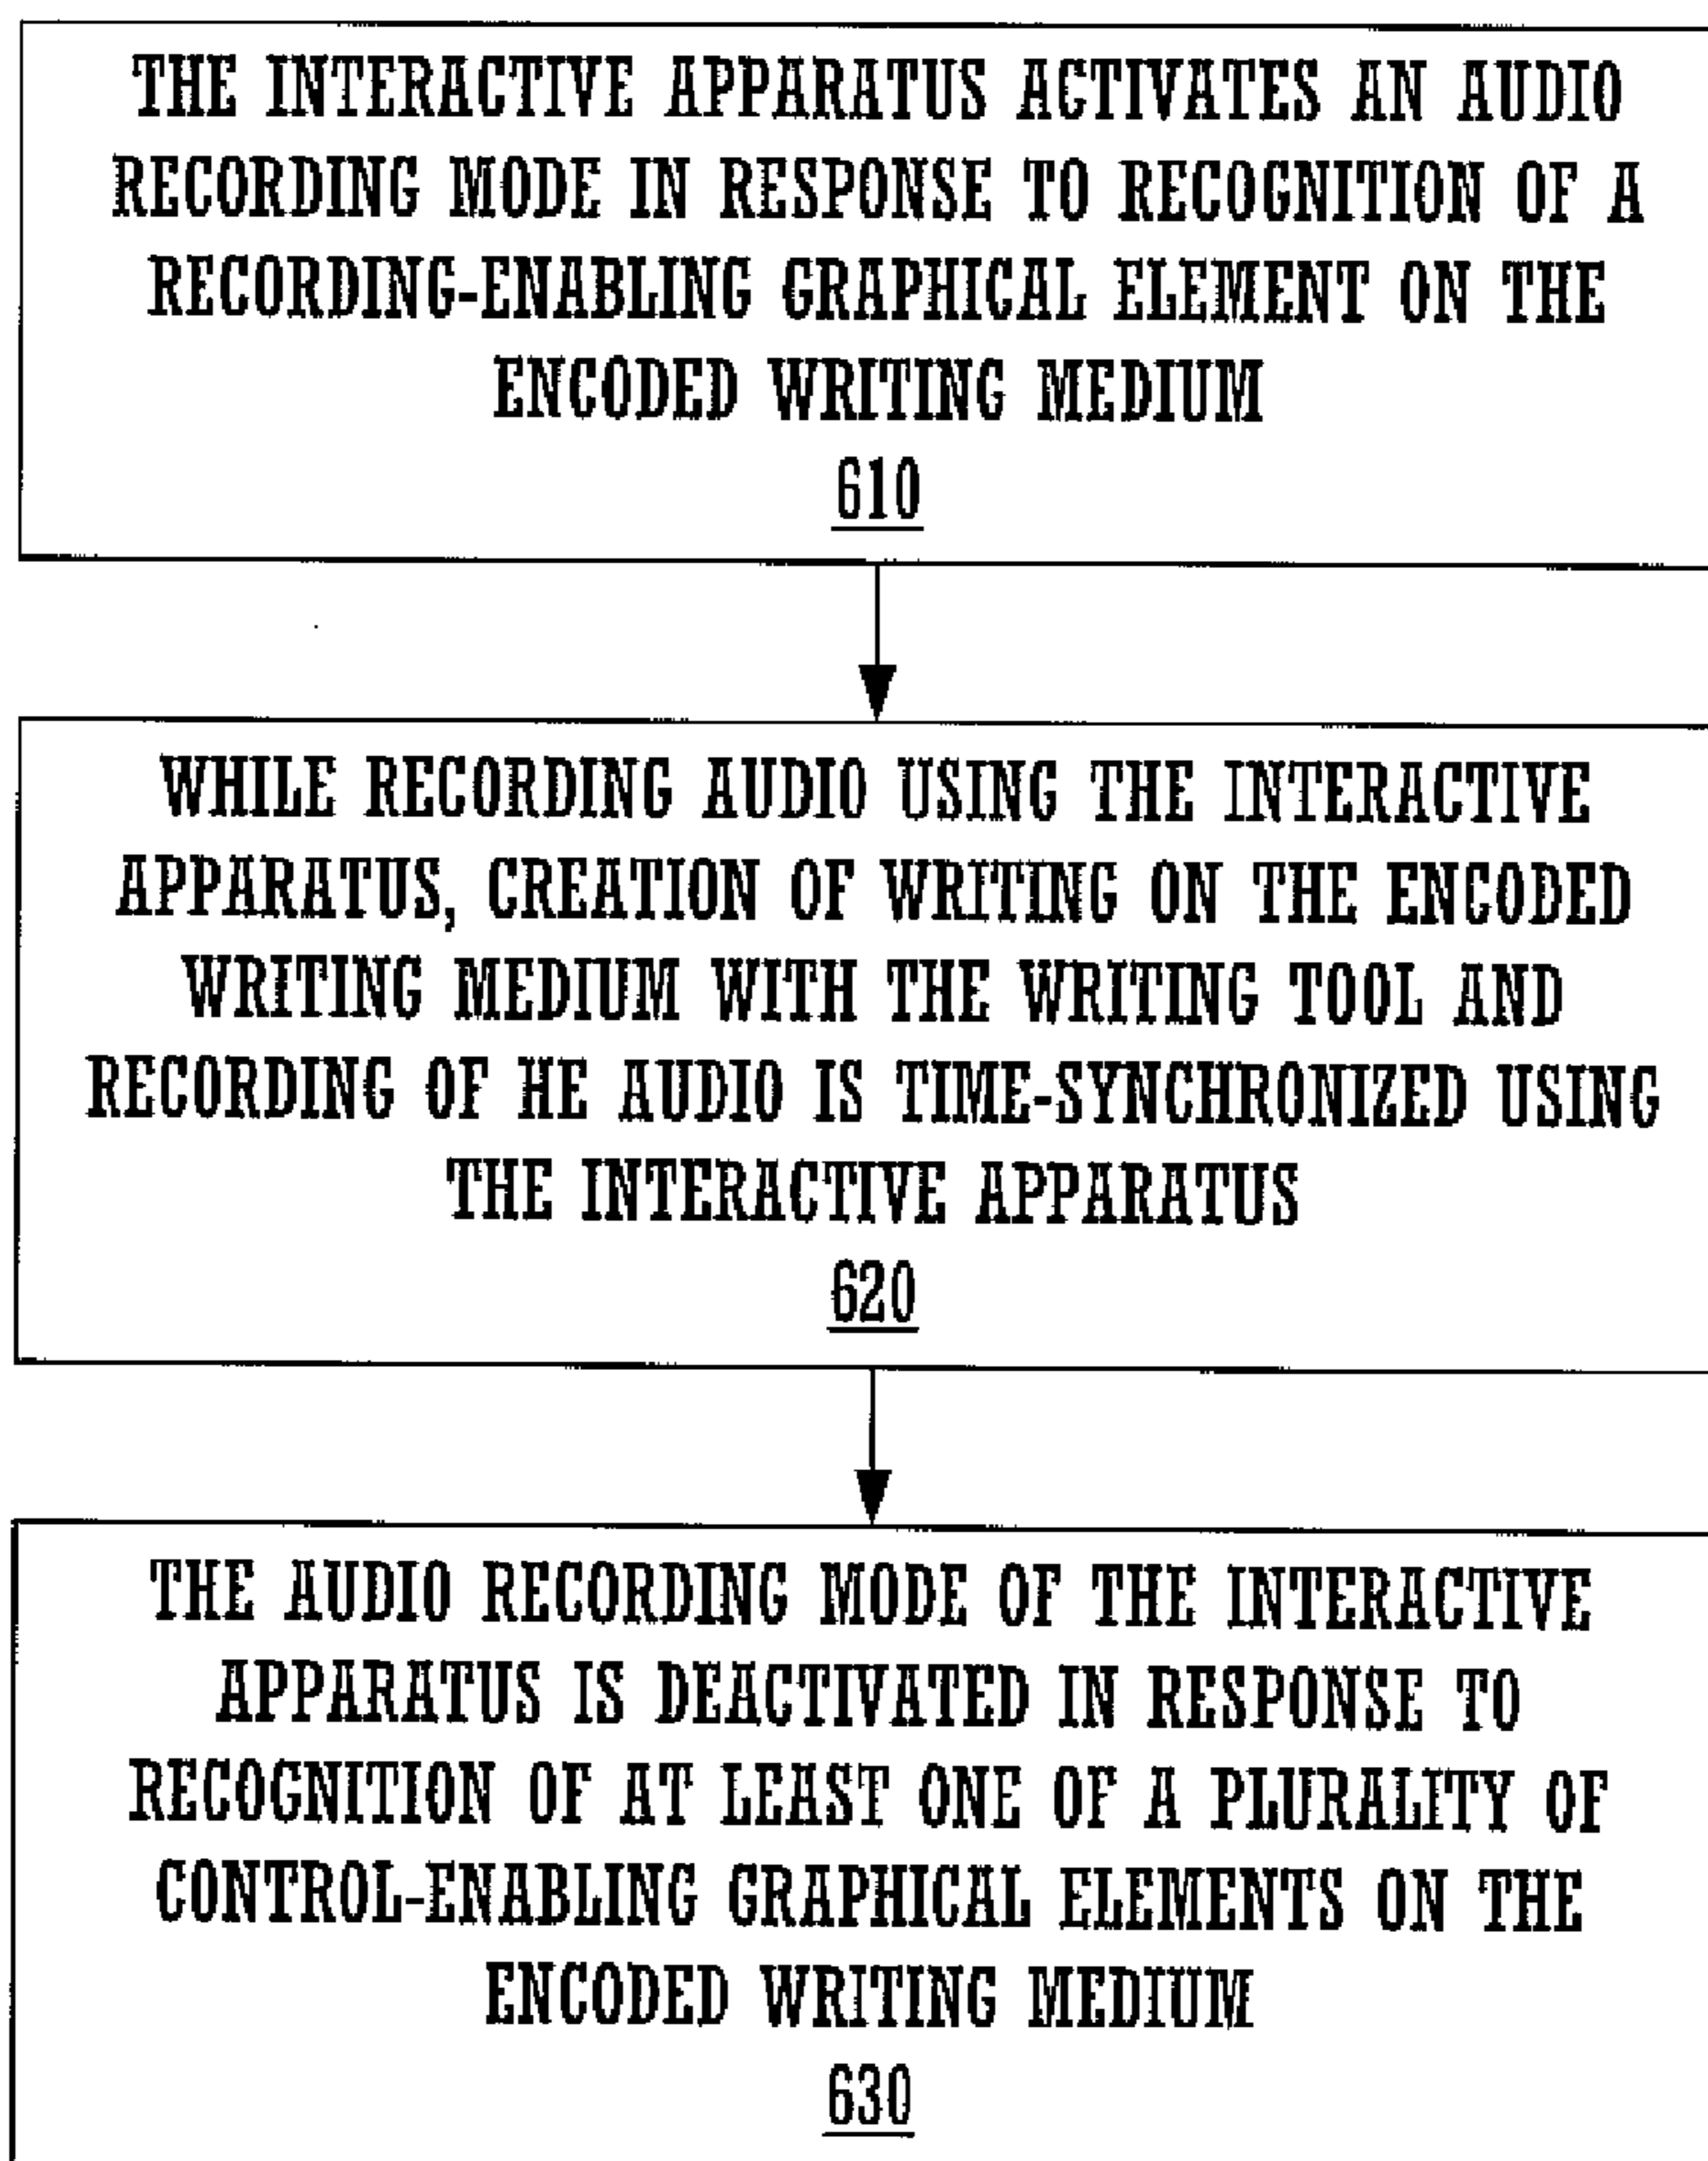 THE INTERACTIVE APPARATUS ACTIVATES AN AUDIO
RECORDING MODE IN RESPONSE TO RECOGNITION OF A
RECORDING-ENABLING GRAPHICAL ELEMENT ON THE
ENCODED WRITING MEDIUM
610
WHILE RECORDING AUDIO USING THE INTERACTIVE
APPARATUS, CREATION OF WRITING ON THE ENCODED
WRITING MEDIUM WITH THE WRITING TOOL AND
RECORDING OF HE AUDIO IS TIME-SYNCHRONIZED USING
THE INTERACTIVE APPARATUS
620
THE AUDIO RECORDING MODE OF THE INTERACTIVE
APPARATUS IS DEACTIVATED IN RESPONSE TO
RECOGNITION OF AT LEAST ONE OF A PLURALITY OF
CONTROL-ENABLING GRAPHICAL ELEMENTS ON THE
ENCODED WRITING MEDIUM
630